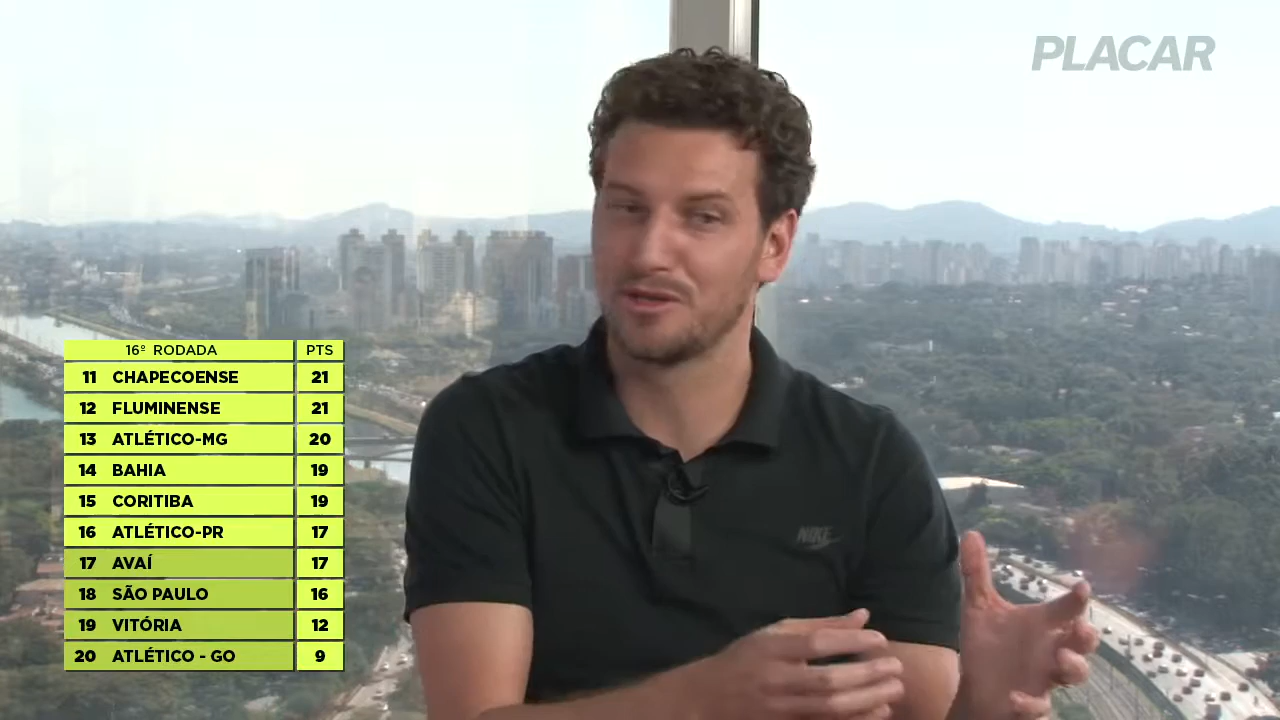 PLACAR
16ª RODADA PTS
11 CHAPECOENSE 21
12 FLUMINENSE 21
13 ATLÉTICO-MG 20
14 BAHIA 19
15 CORITIBA 19
16 ATLÉTICO-PR 17
17 AVAÍ 17
18 SÃO PAULO 16
19 VITÓRIA 12
20 ATLÉTICO - GO 9
NIKE